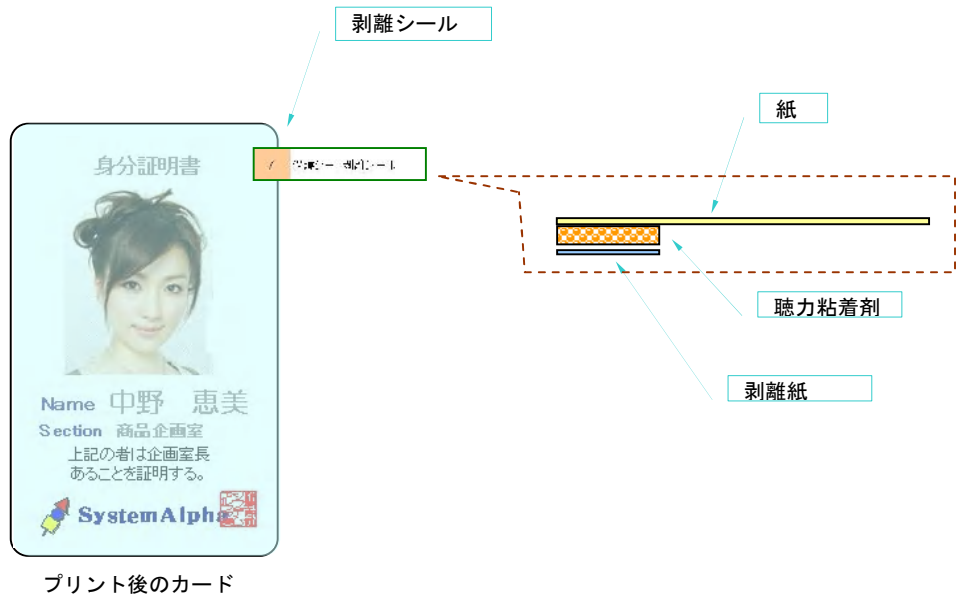 剥離シール
紙
身分証明書
聴力粘着剤
剥離紙
Name 中野 恵美
Section 商品企画室
上記の者は企画室長
あることを証明する。
SystemAlpha
プリント後のカード